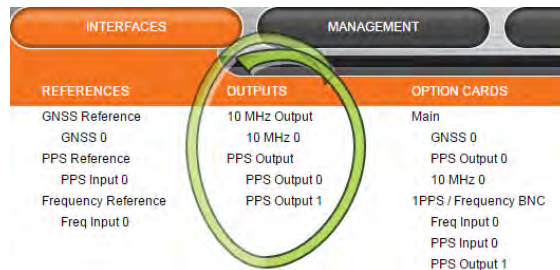 INTERFACES
MANAGEMENT
REFERENCES
GNSS Reference
GNSS 0
PPS Reference
PPS Input 0
Frequency Reference
Freq Input 0
OUTPUTS
10 MHz Output
10 MHz 0
PPS Output
PPS Output 0
PPS Output 1
OPTION CARDS
Main
GNSS 0
PPS Output 0
10 MHz 0
1PPS / Frequency BNC
Freq Input 0
PPS Input 0
PPS Output 1